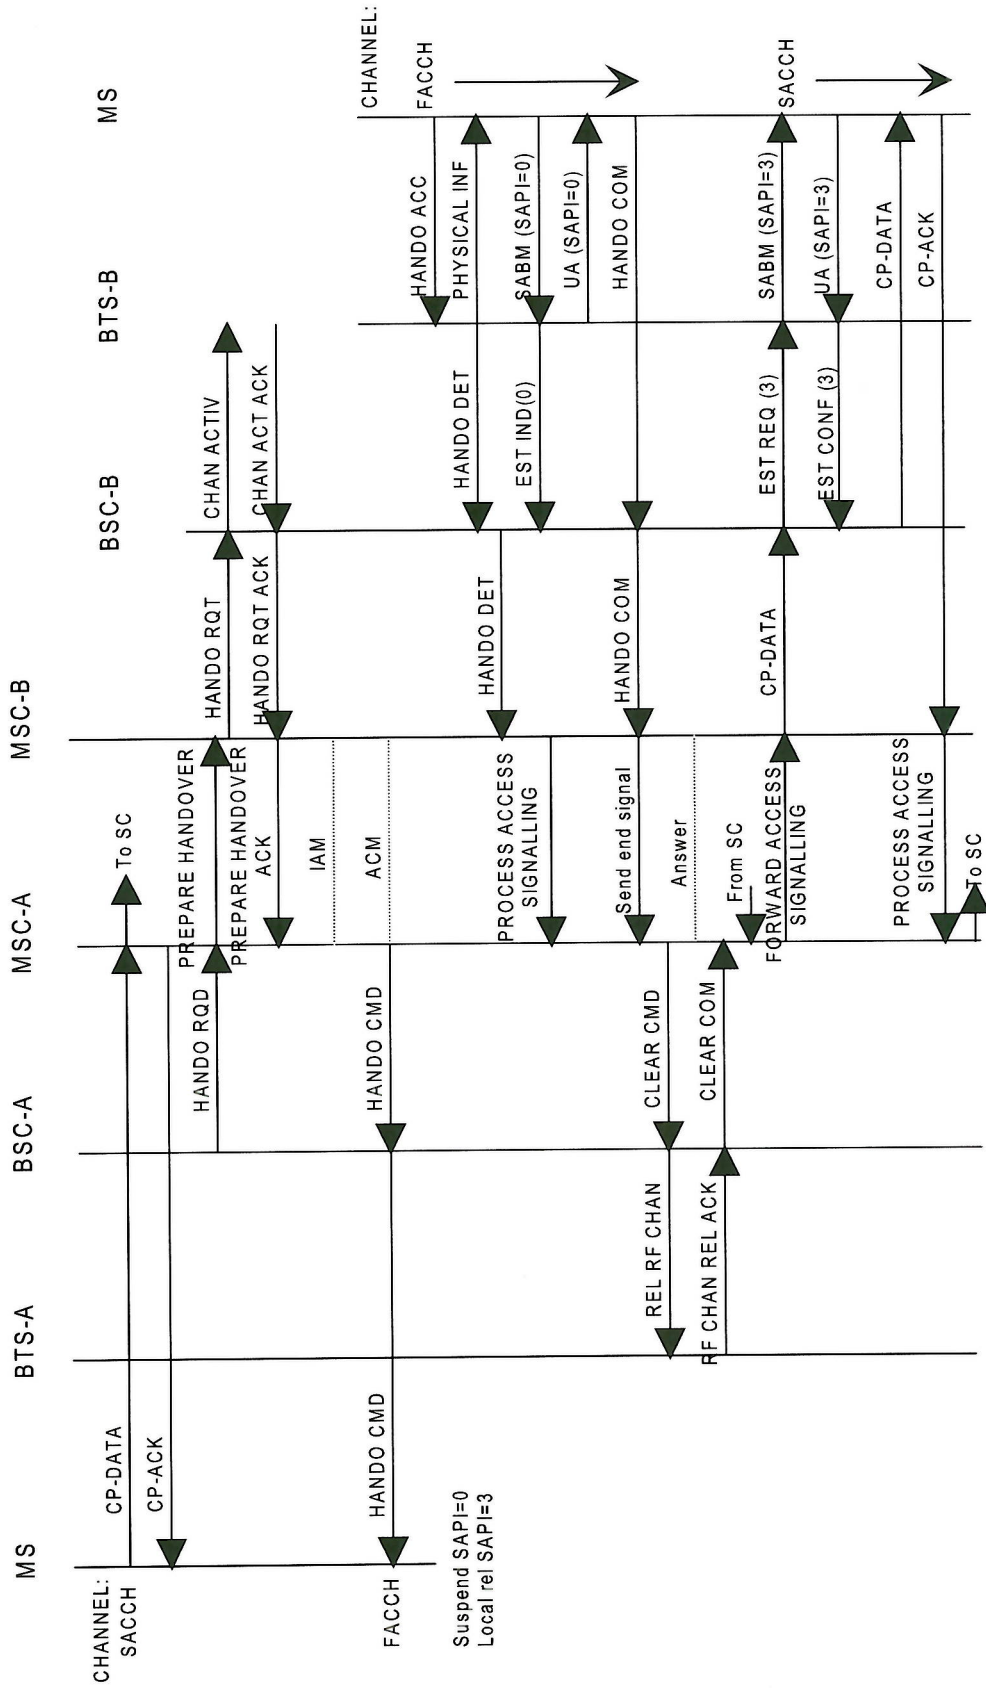 MS
BTS-A
BSC-A
MSC-A
MSC-B
BSC-B
BTS-B
MS
CHANNEL:
SACCH
CP-DATA
To SC
CP-ACK
HANDO RQD
PREPARE HANDOVER
HANDO RQT
CHAN ACTIV
PREPARE HANDOVER
ACK
HANDO RQT ACK
CHAN ACT ACK
IAM
ACM
HANDO CMD
HANDO CMD
FACCH
Suspend SAPI=0
Local rel SAPI=3
CHANNEL:
FACCH
HANDO ACC
PHYSICAL INF
HANDO DET
HANDO DET
PROCESS ACCESS
SIGNALLING
SABM (SAPI=0)
EST IND(0)
UA (SAPI=0)
HANDO COM
HANDO COM
Send end signal
CLEAR CMD
REL RF CHAN
Answer
RF CHAN REL ACK
CLEAR COM
From SC
FORWARD ACCESS
SIGNALLING
CP-DATA
EST REQ (3)
SABM (SAPI=3)
SACCH
UA (SAPI=3)
EST CONF (3)
CP-DATA
CP-ACK
PROCESS ACCESS
SIGNALLING
To SC